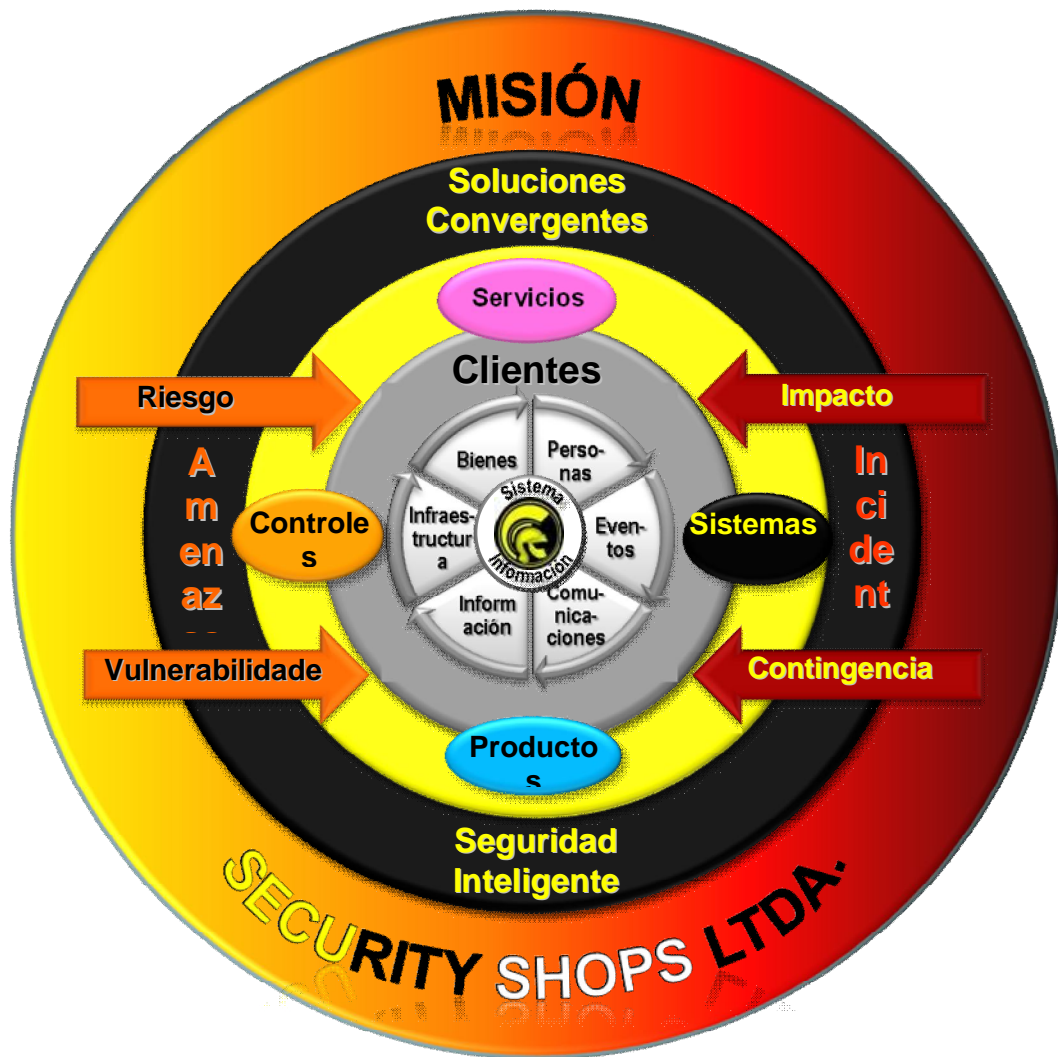 MISIÓN
Soluciones
Convergentes
Servicios
Clientes
Riesgo
Impacto
A
m
en
az
In
ci
de
nt
Bienes
Perso-
nas
Infraes-
tructur
a
Sistema
Información
Even-
tos
Controle
s
Sistemas
Inform
ación
Comu-
nica-
ciones
Vulnerabilidade
Contingencia
Producto
s
Seguridad
Inteligente
SECURITY SHOPS LTDA.